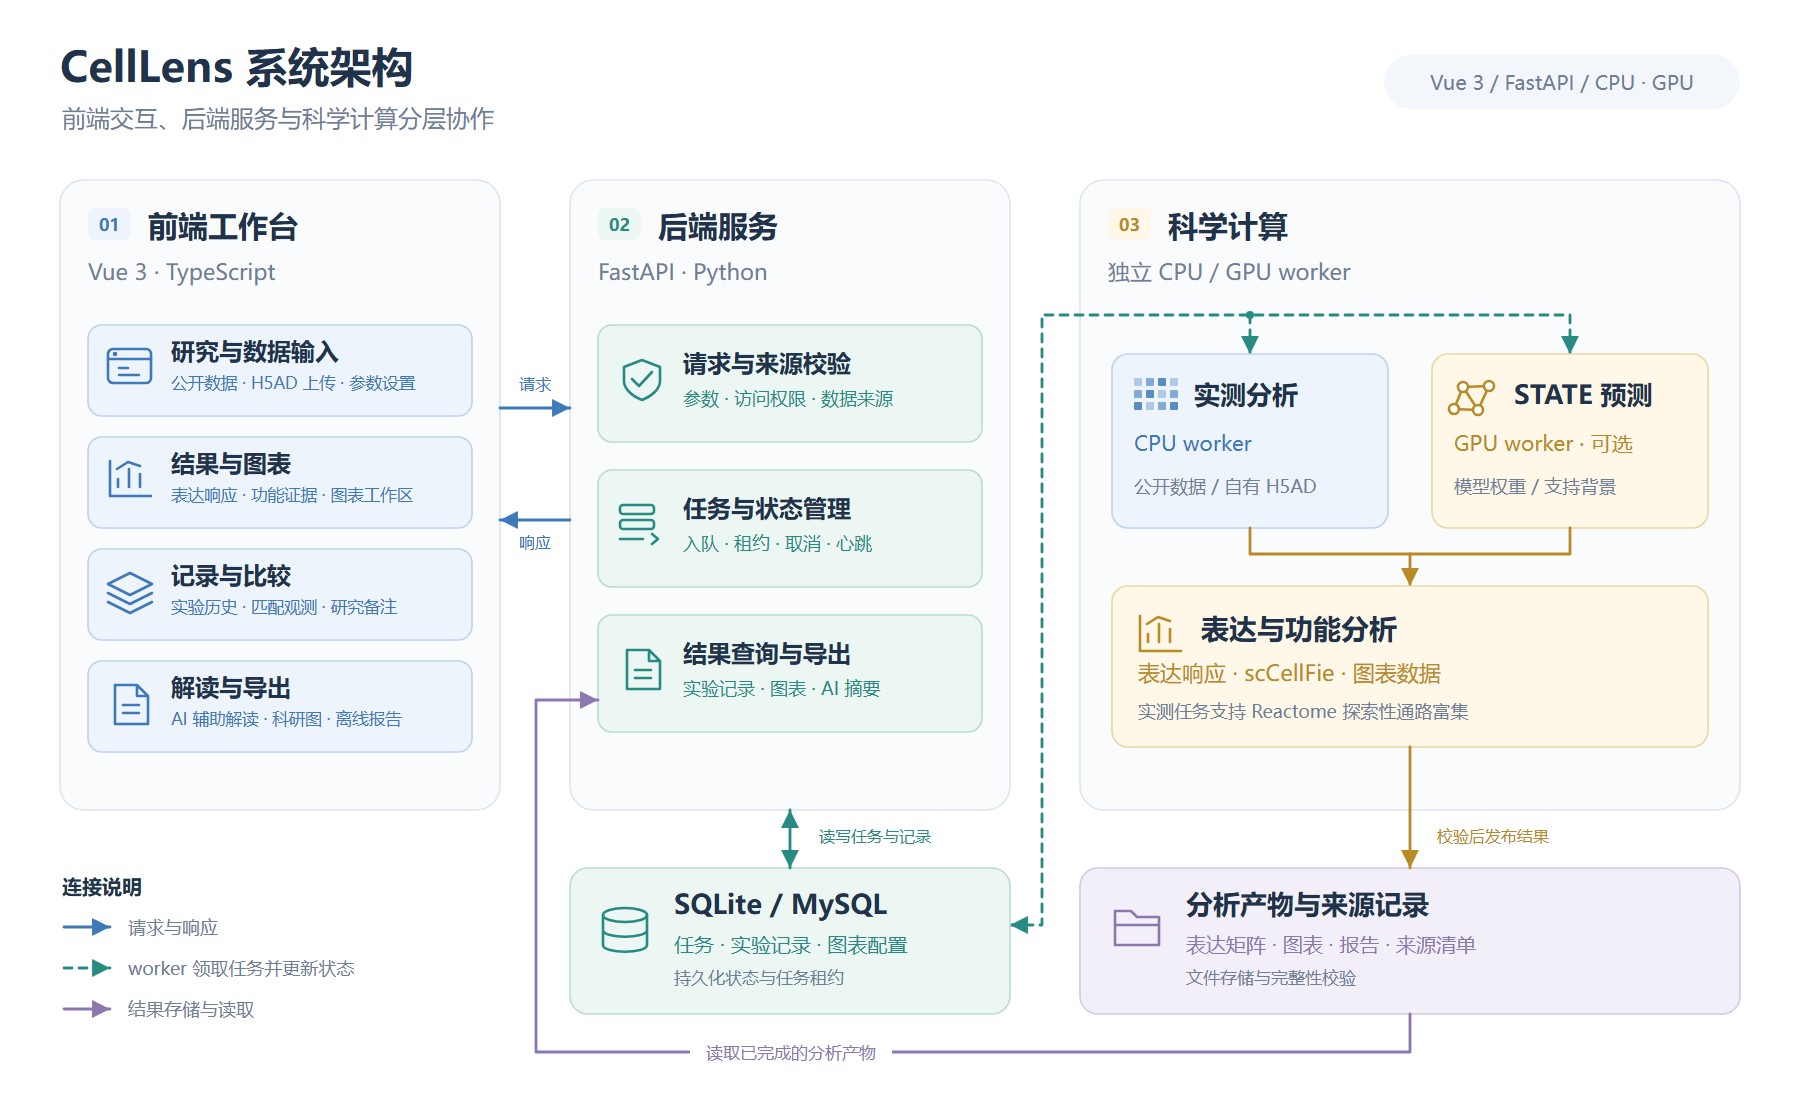 CellLens 系统架构
前端交互、后端服务与科学计算分层协作
Vue 3 / FastAPI / CPU · GPU
01 前端工作台
Vue 3 · TypeScript
研究与数据输入
公开数据 · H5AD 上传 · 参数设置
结果与图表
表达响应 · 功能证据 · 图表工作区
记录与比较
实验历史 · 匹配观测 · 研究备注
解读与导出
AI 辅助解读 · 科研图 · 离线报告
请求
响应
02 后端服务
FastAPI · Python
请求与来源校验
参数 · 访问权限 · 数据来源
任务与状态管理
入队 · 租约 · 取消 · 心跳
结果查询与导出
实验记录 · 图表 · AI 摘要
03 科学计算
独立 CPU / GPU worker
实测分析
CPU worker
公开数据 / 自有 H5AD
STATE 预测
GPU worker · 可选
模型权重 / 支持背景
表达与功能分析
表达响应 · scCellFie · 图表数据
实测任务支持 Reactome 探索性通路富集
读写任务与记录
校验后发布结果
SQLite / MySQL
任务 · 实验记录 · 图表配置
持久化状态与任务租约
分析产物与来源记录
表达矩阵 · 图表 · 报告 · 来源清单
文件存储与完整性校验
连接说明
请求与响应
worker 领取任务并更新状态
结果存储与读取
读取已完成的分析产物